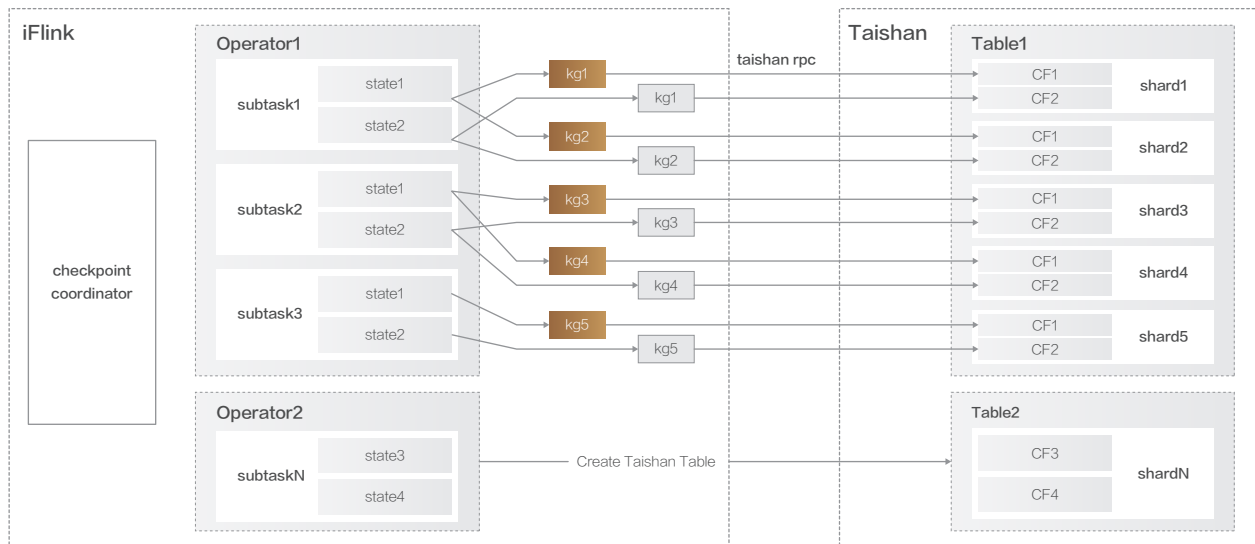 iFlink
checkpoint
coordinator
Operator1
subtask1
state1
state2
subtask2
state1
state2
subtask3
state1
state2
Operator2
subtaskN
state3
state4
kg1
kg1
kg2
kg2
kg3
kg3
kg4
kg4
kg5
kg5
taishan rpc
Create Taishan Table
Taishan
Table1
CF1
CF2
shard1
CF1
CF2
shard2
CF1
CF2
shard3
CF1
CF2
shard4
CF1
CF2
shard5
Table2
CF3
CF4
shardN